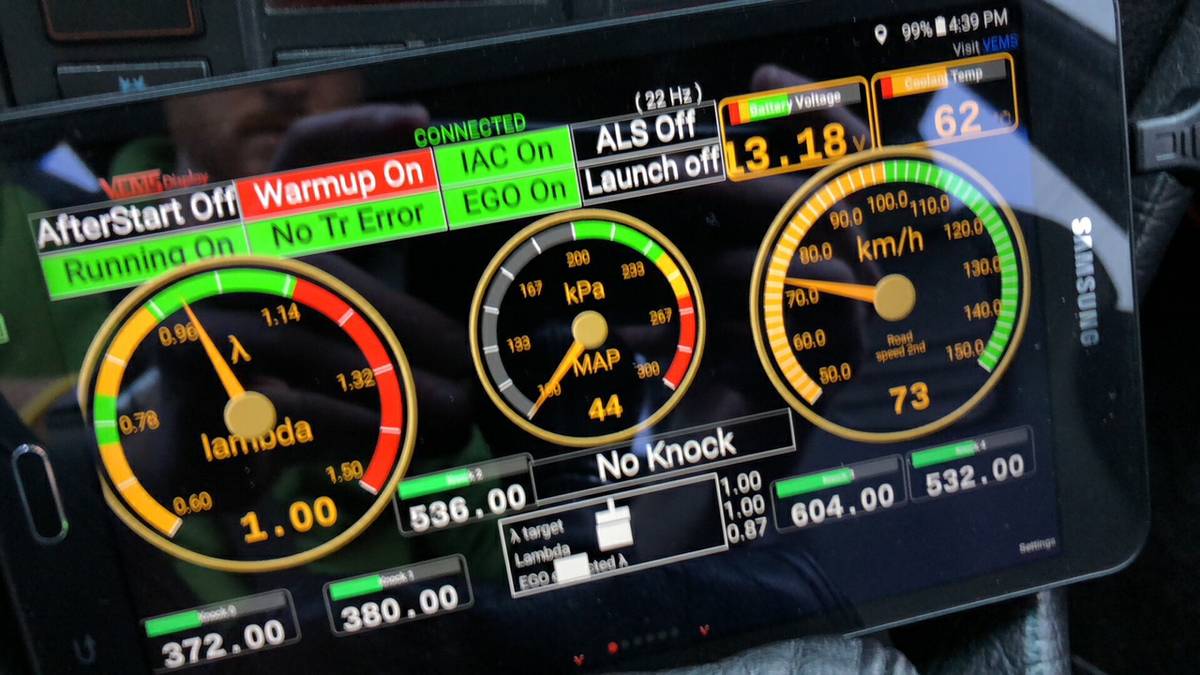 99% 4:39 PM
Visit VEMS
(22 Hz)
CONNECTED
VEMS Display
AfterStart Off
Warmup On
IAC On
ALS Off
Battery Voltage
13.18 V
Coolant Temp
62
Running On
No Tr Error
EGO On
Launch off
0.60
0.78
0.96
1.14
1.32
1.50
λ
lambda
1.00
133
167
200
233
267
300
kPa
MAP
44
50.0
60.0
70.0
80.0
90.0
100.0
110.0
120.0
130.0
140.0
150.0
km/h
Road
speed 2nd
73
SAMSUNG
No Knock
536.00
λ target
1.00
Lambda
1.00
EGO
λ
0.87
604.00
532.00
Settings
372.00
Knock 1
380.00